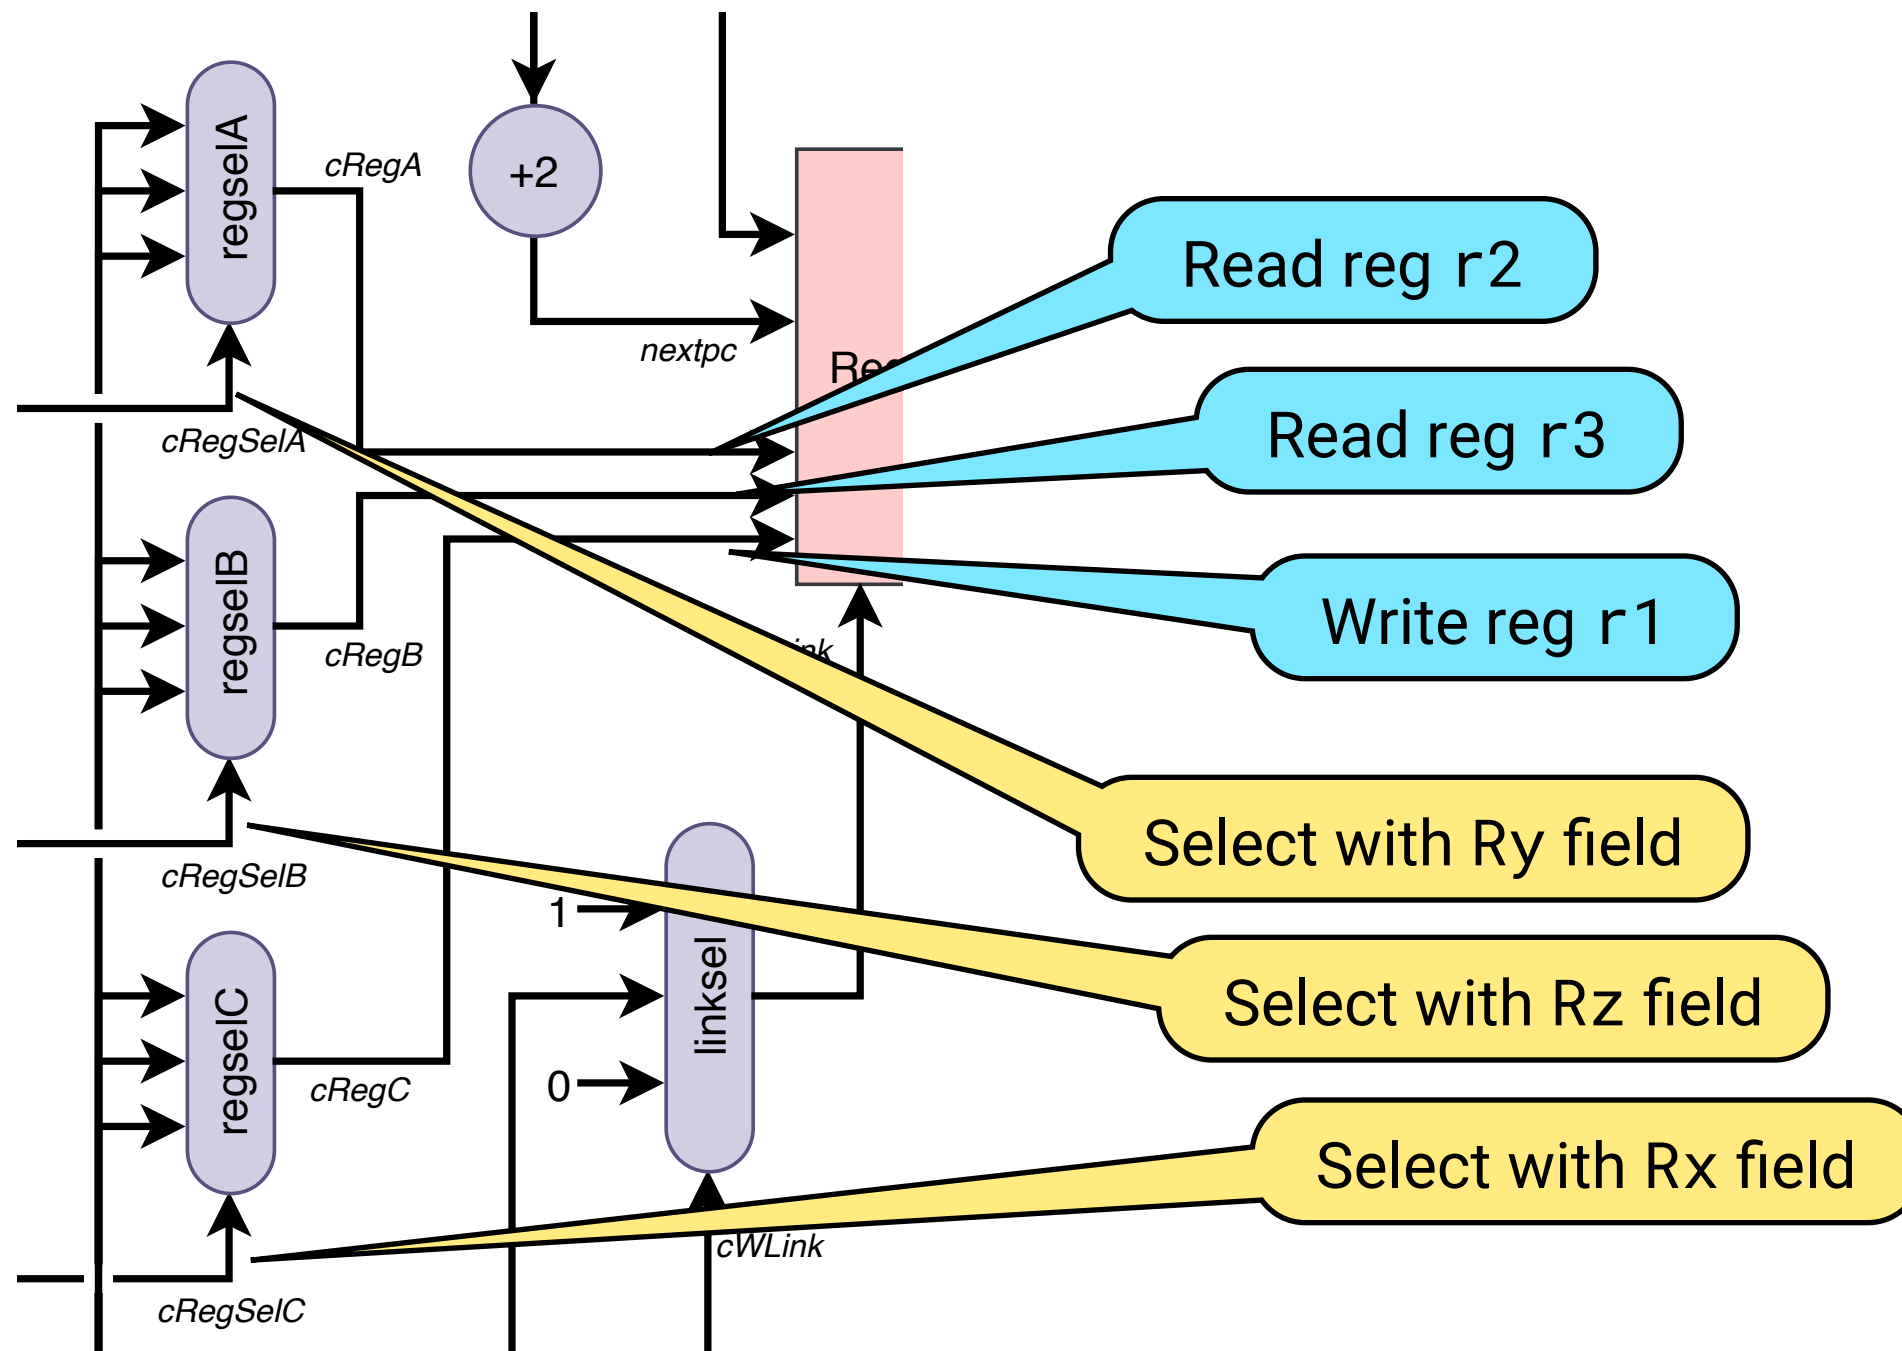 regselA
cRegA
+2
nextpc
Read reg r2
Read reg r3
cRegSelA
regselB
cRegB
Write reg r1
Select with Ry field
cRegSelB
1
linksel
Select with Rz field
regselC
cRegC
0
Select with Rx field
cWLink
cRegSelC